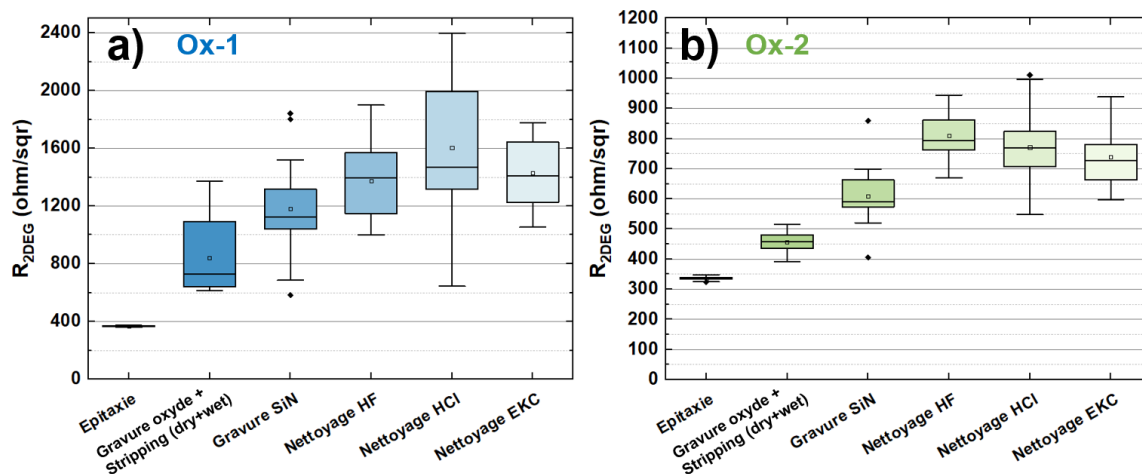 a) Ox-1
R2DEG (ohm/sqr)
2400
2000
1600
1200
800
400
0
Epitaxie
Gravure oxyde +
Stripping (dry+wet)
Gravure SiN
Nettoyage HF
Nettoyage HCl
Nettoyage EKC
b) Ox-2
R2DEG (ohm/sqr)
1200
1100
1000
900
800
700
600
500
400
300
200
100
0
Epitaxie
Gravure oxyde +
Stripping (dry+wet)
Gravure SiN
Nettoyage HF
Nettoyage HCl
Nettoyage EKC